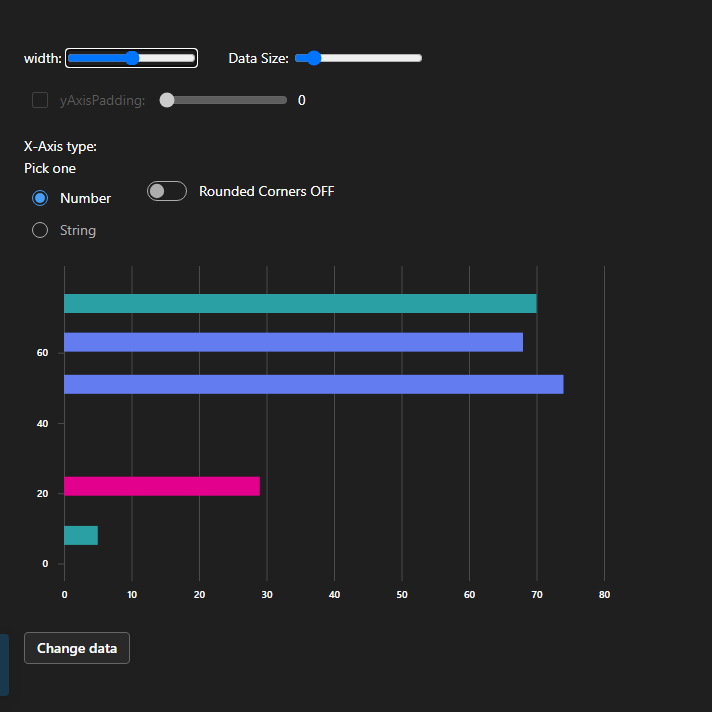 width: Data Size:
yAxisPadding: 0
X-Axis type:
Pick one
Number
Rounded Corners OFF
String
60
40
20
0
0 10 20 30 40 50 60 70 80
Change data